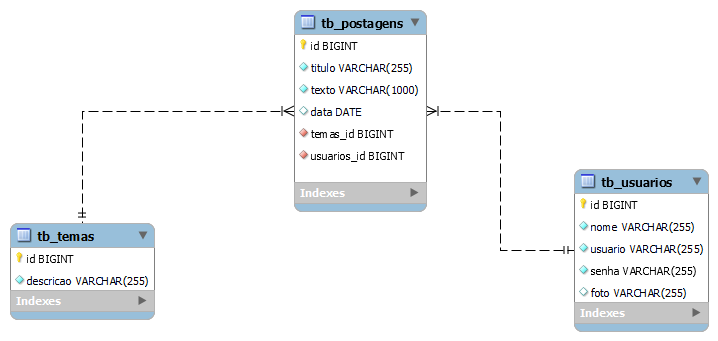 tb_postagens
id BIGINT
titulo VARCHAR(255)
texto VARCHAR(1000)
data DATE
temas_id BIGINT
usuarios_id BIGINT
Indexes
tb_temas
id BIGINT
descricao VARCHAR(255)
Indexes
tb_usuarios
id BIGINT
nome VARCHAR(255)
usuario VARCHAR(255)
senha VARCHAR(255)
foto VARCHAR(255)
Indexes